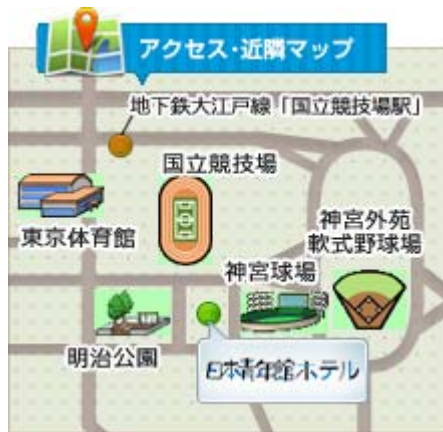 アクセス・近隣マップ
地下鉄大江戸線「国立競技場駅」
国立競技場
東京体育館
神宮外苑
軟式野球場
神宮球場
明治公園
日本青年館ホテル